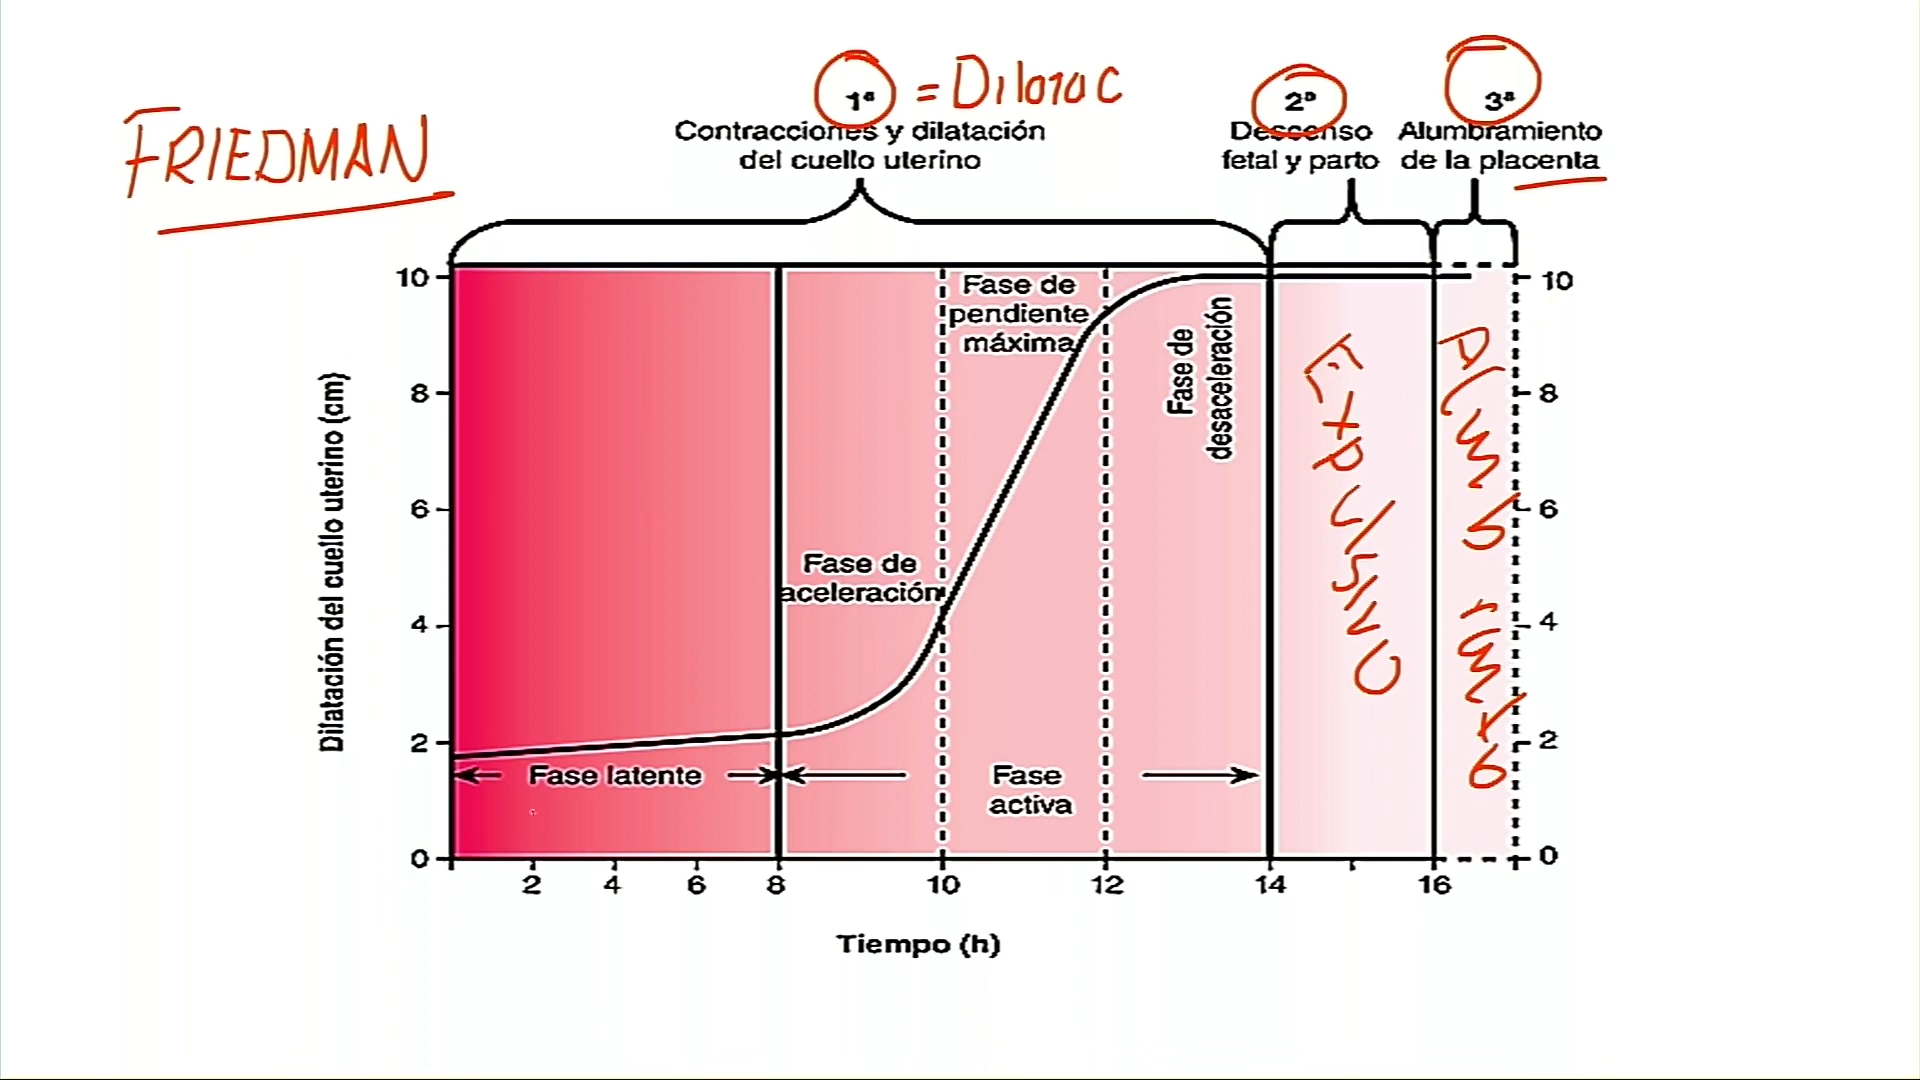 FRIEDMAN
1ª = Dilatac
Contracciones y dilatación
del cuello uterino
2ª
Descenso
fetal y parto
3ª
Alumbramiento
de la placenta
Dilatación del cuello uterino (cm)
10
8
6
4
2
0
Fase latente
Fase de
aceleración
Fase de
pendiente
máxima
Fase de
desaceleración
Fase
activa
Expulsivo
10
8
6
4
2
0
2
4
6
8
10
12
14
16
Tiempo (h)